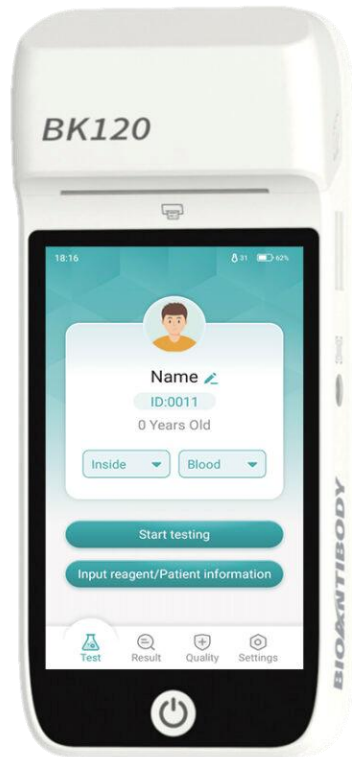 BK120
18:16 31 62%
Name
ID:0011
0 Years Old
Inside Blood
Start testing
Input reagent/Patient information
Test Result Quality Settings
BIOANTIBODY